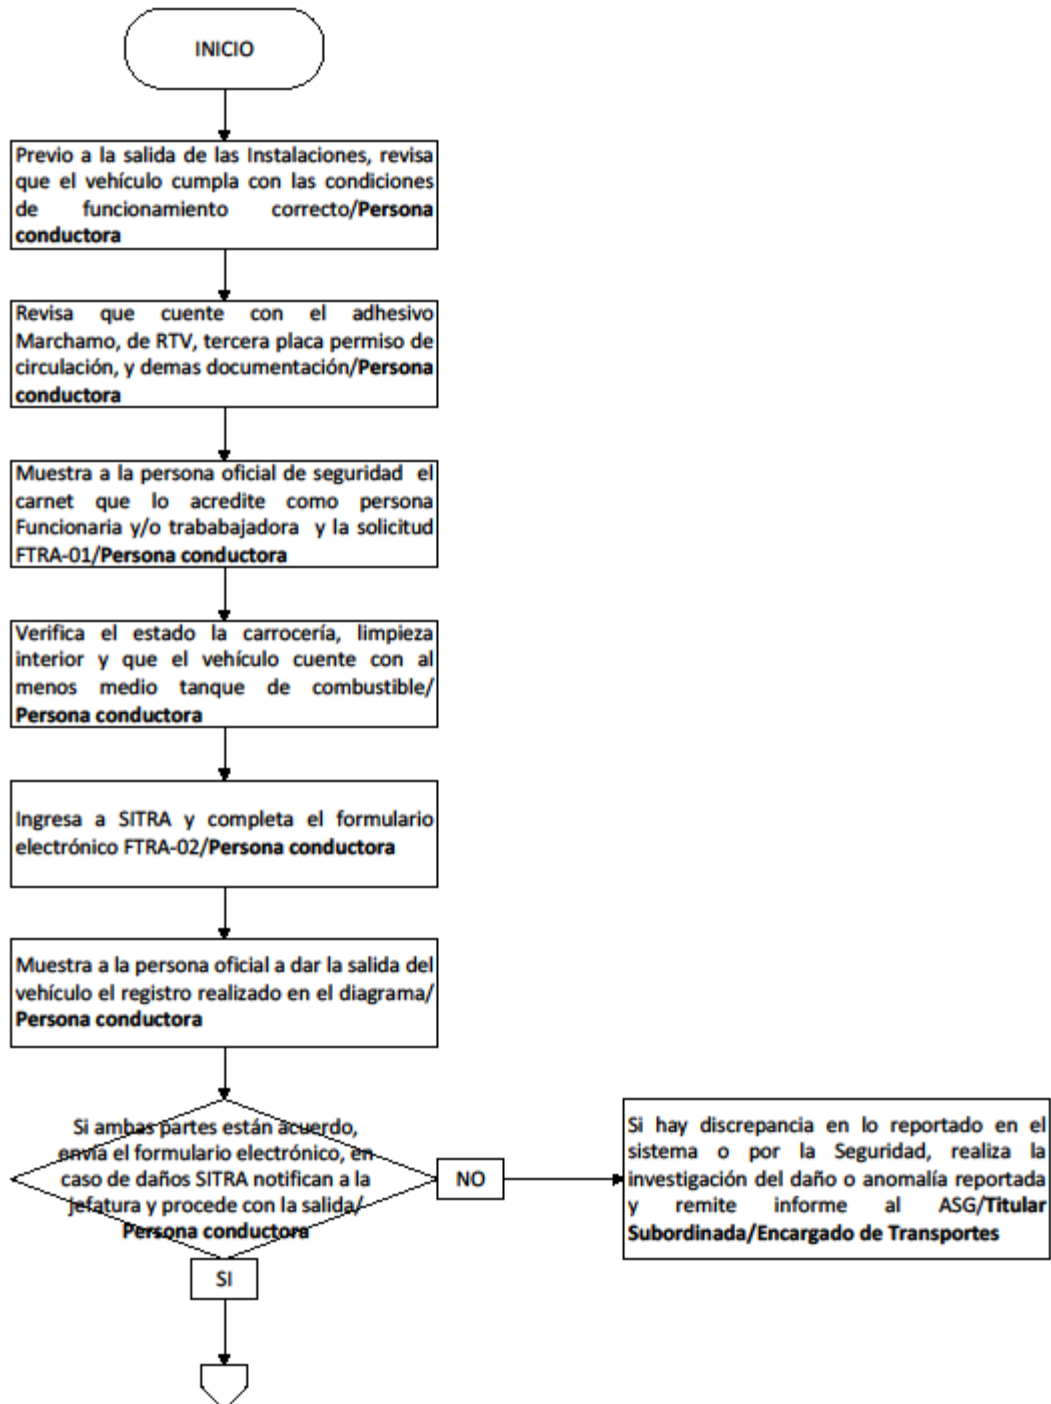 INICIO
Previo a la salida de las Instalaciones, revisa
que el vehículo cumpla con las condiciones
de funcionamiento correcto/Persona
conductora
Revisa que cuente con el adhesivo
Marchamo, de RTV, tercera placa permiso de
circulación, y demas documentación/Persona
conductora
Muestra a la persona oficial de seguridad el
carnet que lo acredite como persona
Funcionaria y/o trababajadora y la solicitud
FTRA-01/Persona conductora
Verifica el estado la carrocería, limpieza
interior y que el vehículo cuente con al
menos medio tanque de combustible/
Persona conductora
Ingresa a SITRA y completa el formulario
electrónico FTRA-02/Persona conductora
Muestra a la persona oficial a dar la salida del
vehículo el registro realizado en el diagrama/
Persona conductora
Si ambas partes están acuerdo,
envía el formulario electrónico, en
caso de daños SITRA notifican a la
jefatura y procede con la salida/
Persona conductora
NO
Si hay discrepancia en lo reportado en el
sistema o por la Seguridad, realiza la
investigación del daño o anomalía reportada
y remite informe al ASG/Titular
Subordinada/Encargado de Transportes
SI